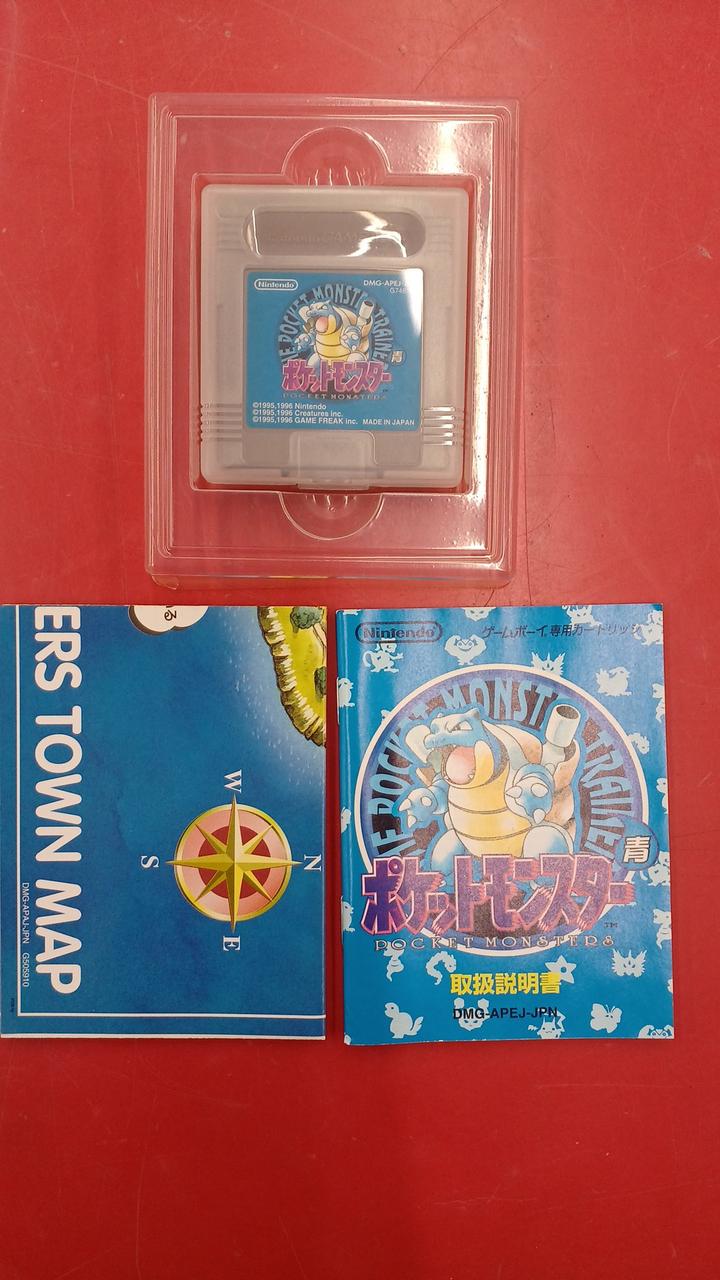 Nintendo
DMG-APEJ-
THE POCKET MONSTER TRAINER
青
ポケットモンスター
POCKET MONSTERS
©1995,1996 Nintendo
©1995,1996 Creatures inc.
©1995,1996 GAME FREAK inc. MADE IN JAPAN
ERS TOWN MAP
DMG-APAJ-JPN G505910
W
N
S
E
Nintendo
ゲームボーイ専用カートリッジ
THE POCKET MONSTER TRAINER
青
ポケットモンスター
TM
POCKET MONSTERS
取扱説明書
DMG-APEJ-JPN